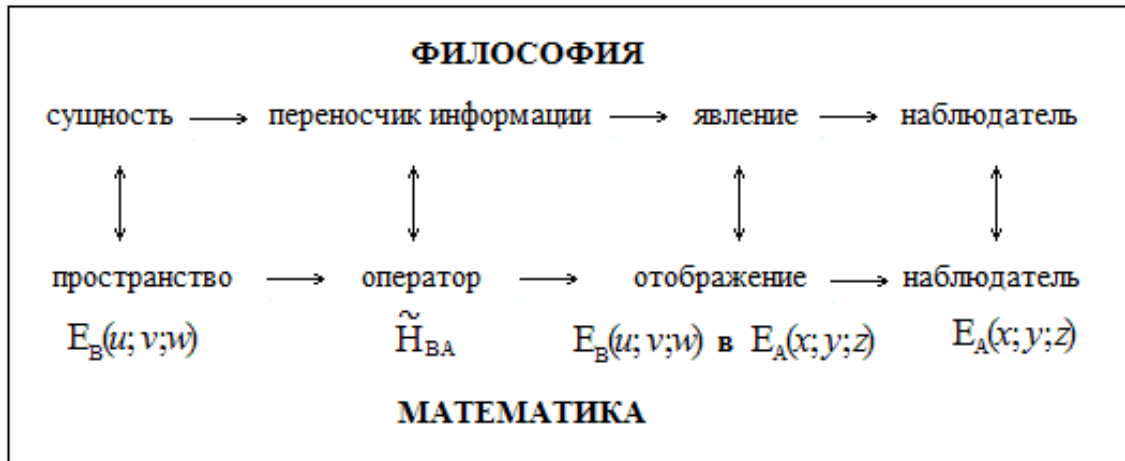 ФИЛОСОФИЯ
сущность → переносчик информации → явление → наблюдатель
пространство → оператор → отображение → наблюдатель
E_B(u; v;w) H̃_BA E_B(u; v;w) в E_A(x; y;z) E_A(x; y;z)
МАТЕМАТИКА